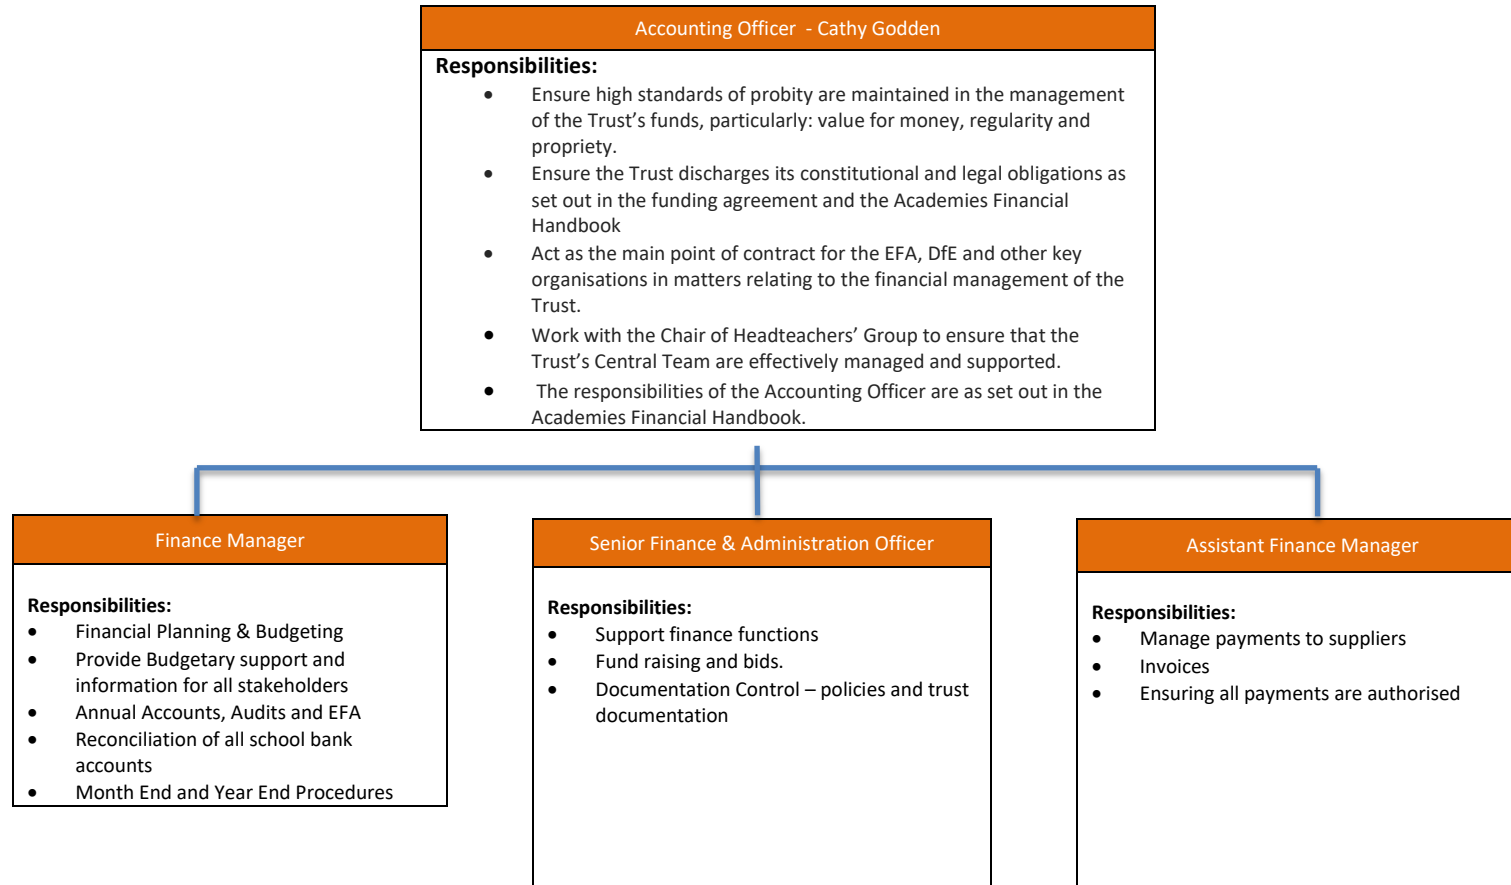 Accounting Officer  - Cathy Godden
Responsibilities:
• Ensure high standards of probity are maintained in the management
of the Trust’s funds, particularly: value for money, regularity and
propriety.
• Ensure the Trust discharges its constitutional and legal obligations as
set out in the funding agreement and the Academies Financial
Handbook
• Act as the main point of contract for the EFA, DfE and other key
organisations in matters relating to the financial management of the
Trust.
• Work with the Chair of Headteachers’ Group to ensure that the
Trust’s Central Team are effectively managed and supported.
• The responsibilities of the Accounting Officer are as set out in the
Academies Financial Handbook.
Finance Manager
Responsibilities:
• Financial Planning & Budgeting
• Provide Budgetary support and
information for all stakeholders
• Annual Accounts, Audits and EFA
• Reconciliation of all school bank
accounts
• Month End and Year End Procedures
Senior Finance & Administration Officer
Responsibilities:
• Support finance functions
• Fund raising and bids.
• Documentation Control – policies and trust
documentation
Assistant Finance Manager
Responsibilities:
• Manage payments to suppliers
• Invoices
• Ensuring all payments are authorised